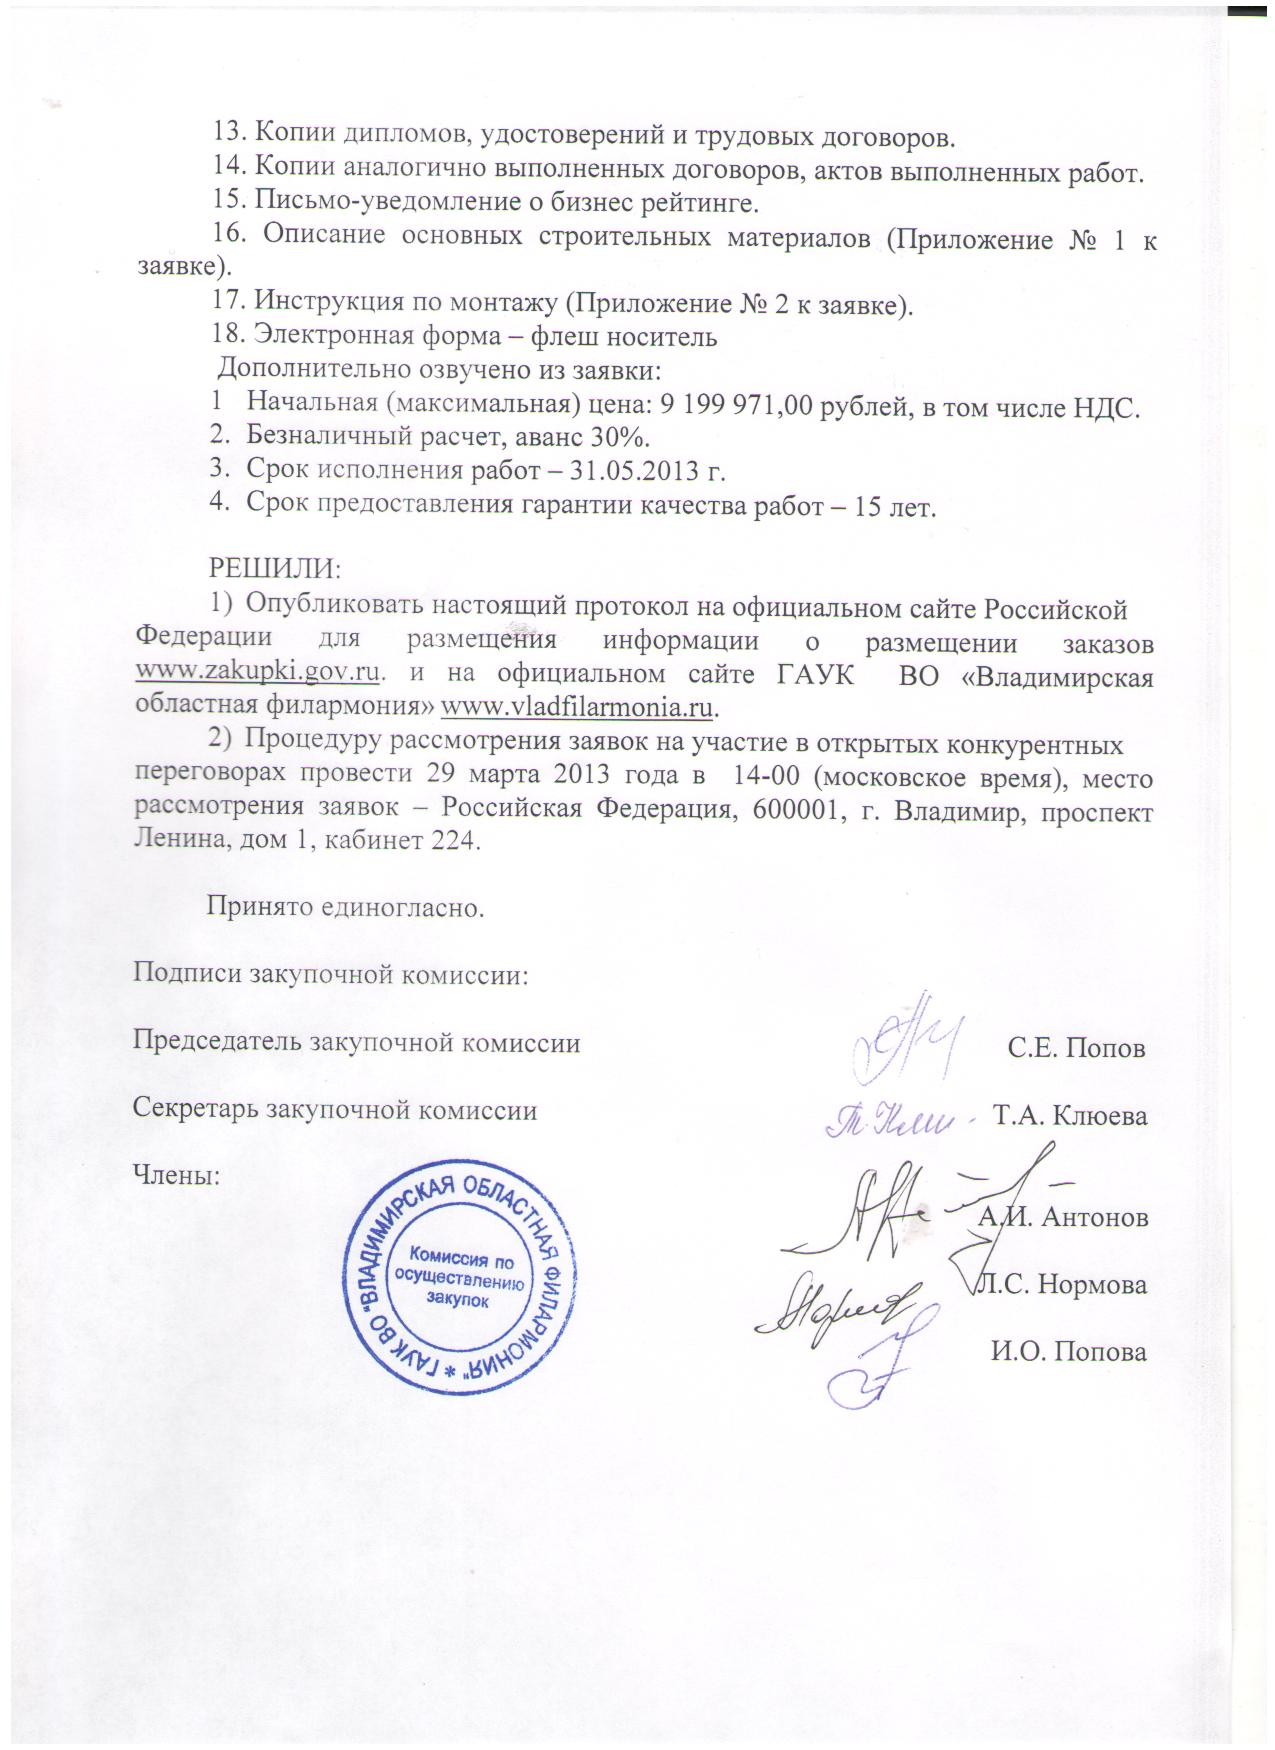 13. Копии дипломов, удостоверений и трудовых договоров.
14. Копии аналогично выполненных договоров, актов выполненных работ.
15. Письмо-уведомление о бизнес рейтинге.
16. Описание основных строительных материалов (Приложение № 1 к
заявке).
17. Инструкция по монтажу (Приложение № 2 к заявке).
18. Электронная форма – флеш носитель
Дополнительно озвучено из заявки:
1 Начальная (максимальная) цена: 9 199 971,00 рублей, в том числе НДС.
2. Безналичный расчет, аванс 30%.
3. Срок исполнения работ – 31.05.2013 г.
4. Срок предоставления гарантии качества работ – 15 лет.
РЕШИЛИ:
1) Опубликовать настоящий протокол на официальном сайте Российской
Федерации для размещения информации о размещении заказов
www.zakupki.gov.ru. и на официальном сайте ГАУК ВО «Владимирская
областная филармония» www.vladfilarmonia.ru.
2) Процедуру рассмотрения заявок на участие в открытых конкурентных
переговорах провести 29 марта 2013 года в 14-00 (московское время), место
рассмотрения заявок – Российская Федерация, 600001, г. Владимир, проспект
Ленина, дом 1, кабинет 224.
Принято единогласно.
Подписи закупочной комиссии:
Председатель закупочной комиссии С.Е. Попов
Секретарь закупочной комиссии Т.А. Клюева
Члены:
А.И. Антонов
Л.С. Нормова
И.О. Попова
ГАУК ВО "ВЛАДИМИРСКАЯ ОБЛАСТНАЯ ФИЛАРМОНИЯ" *
Комиссия по
осуществлению
закупок